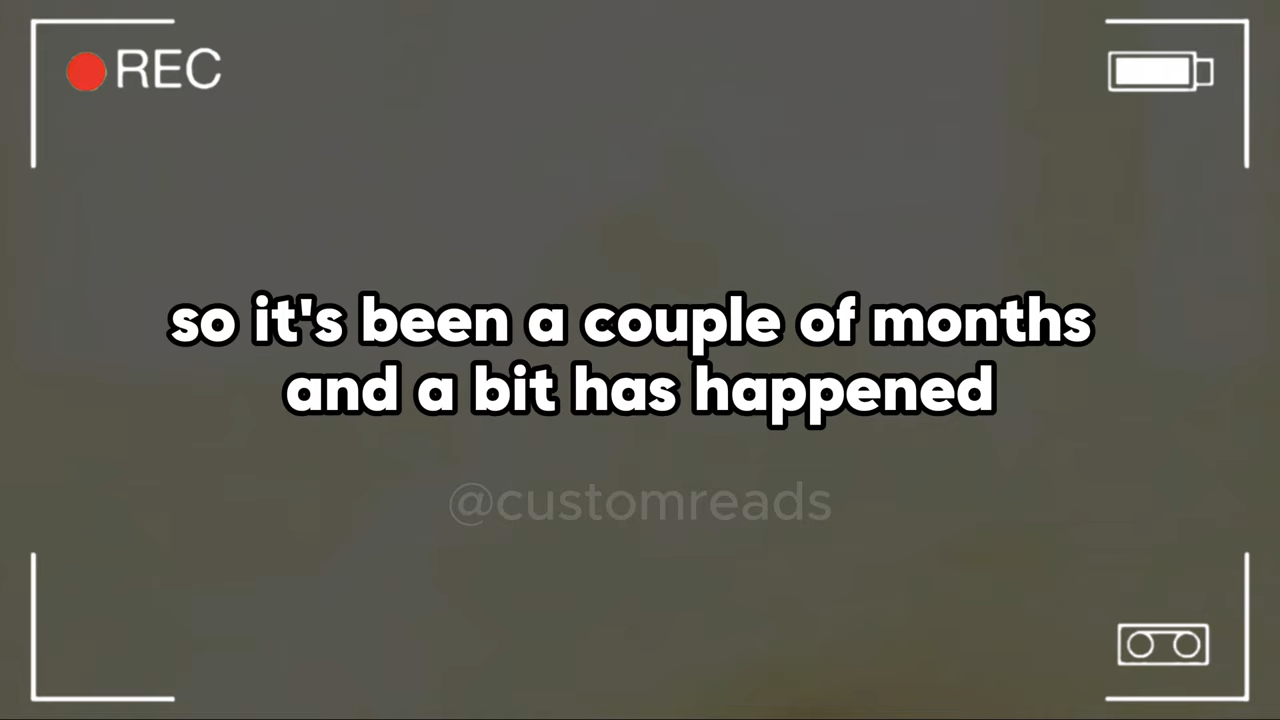 REC
so it's been a couple of months
and a bit has happened
@customreads